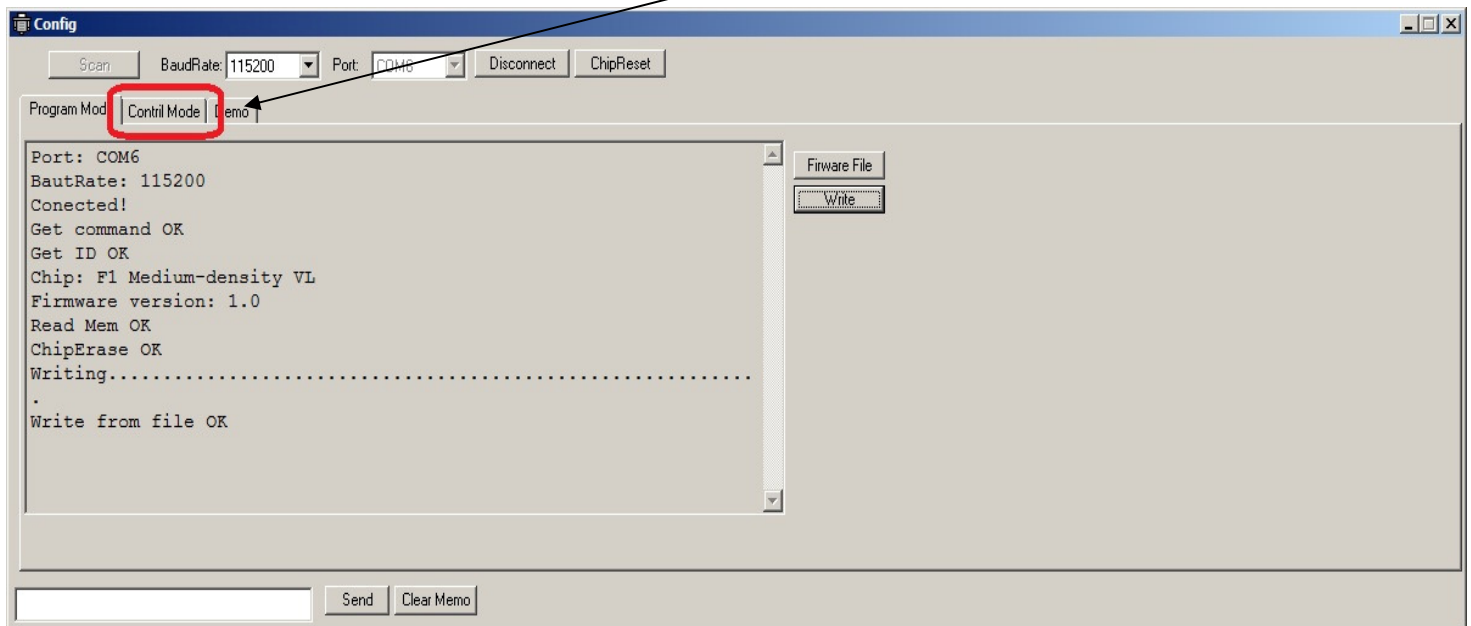 Config
Scan BaudRate: 115200 Port: COM6 Disconnect ChipReset
Program Mod Contril Mode Demo
Port: COM6
BautRate: 115200
Conected!
Get command OK
Get ID OK
Chip: F1 Medium-density VL
Firmware version: 1.0
Read Mem OK
ChipErase OK
Writing...........................................................
.
Write from file OK
Firware File
Write
Send Clear Memo